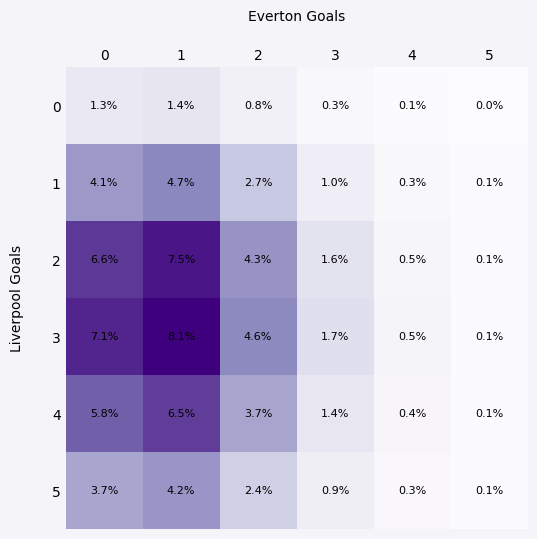 Everton Goals
0 1 2 3 4 5
0 1.3% 1.4% 0.8% 0.3% 0.1% 0.0%
1 4.1% 4.7% 2.7% 1.0% 0.3% 0.1%
2 6.6% 7.5% 4.3% 1.6% 0.5% 0.1%
3 7.1% 8.1% 4.6% 1.7% 0.5% 0.1%
4 5.8% 6.5% 3.7% 1.4% 0.4% 0.1%
5 3.7% 4.2% 2.4% 0.9% 0.3% 0.1%
Liverpool Goals